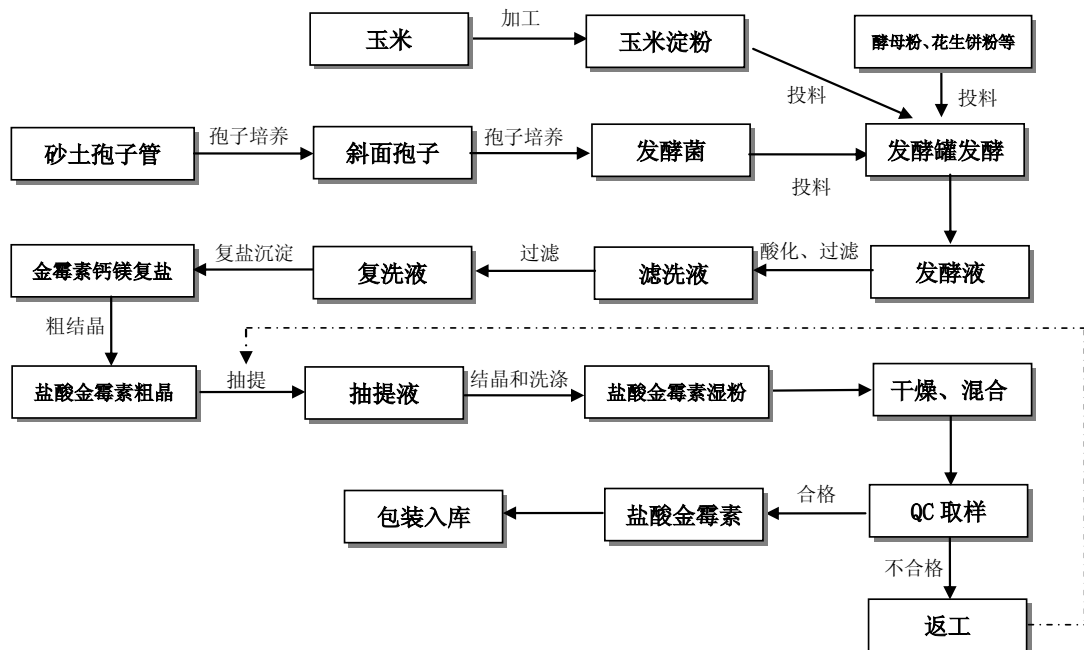 加工
玉米
玉米淀粉
酵母粉、花生饼粉等
投料
投料
孢子培养
孢子培养
砂土孢子管
斜面孢子
发酵菌
发酵罐发酵
投料
复盐沉淀
过滤
酸化、过滤
金霉素钙镁复盐
复洗液
滤洗液
发酵液
粗结晶
抽提
结晶和洗涤
盐酸金霉素粗晶
抽提液
盐酸金霉素湿粉
干燥、混合
合格
包装入库
盐酸金霉素
QC 取样
不合格
返工